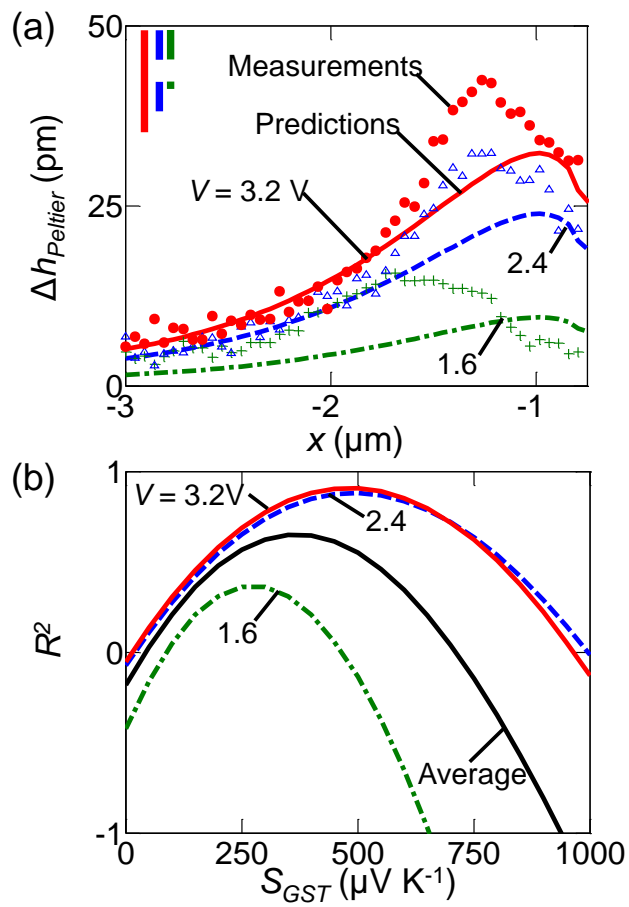 (a)
50
25
0
Δh_Peltier (pm)
Measurements
Predictions
V = 3.2 V
2.4
1.6
-3
-2
-1
x (μm)
(b)
1
0
-1
R²
V = 3.2V
2.4
1.6
Average
0
250
500
750
1000
S_GST (μV K⁻¹)